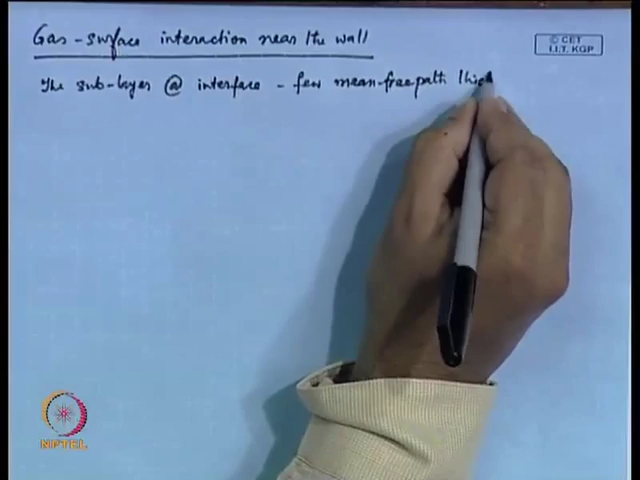 Gas-surface interaction near the wall
© CET
I.I.T. KGP
The sub-layer @ interface - few mean-free path thick
NPTEL